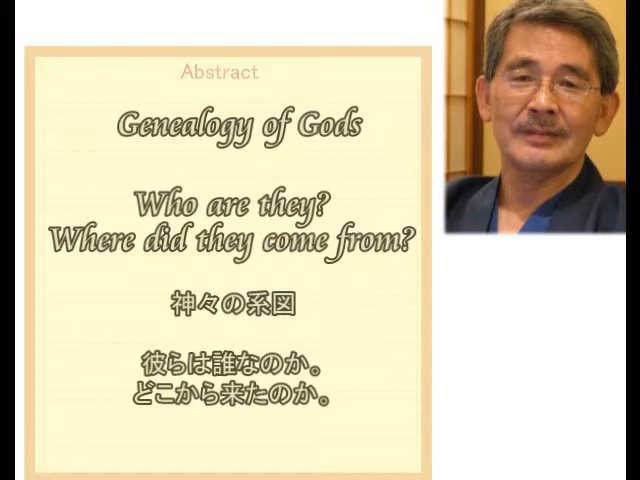 Abstract
Genealogy of Gods
Who are they?
Where did they come from?
神々の系図
彼らは誰なのか。
どこから来たのか。